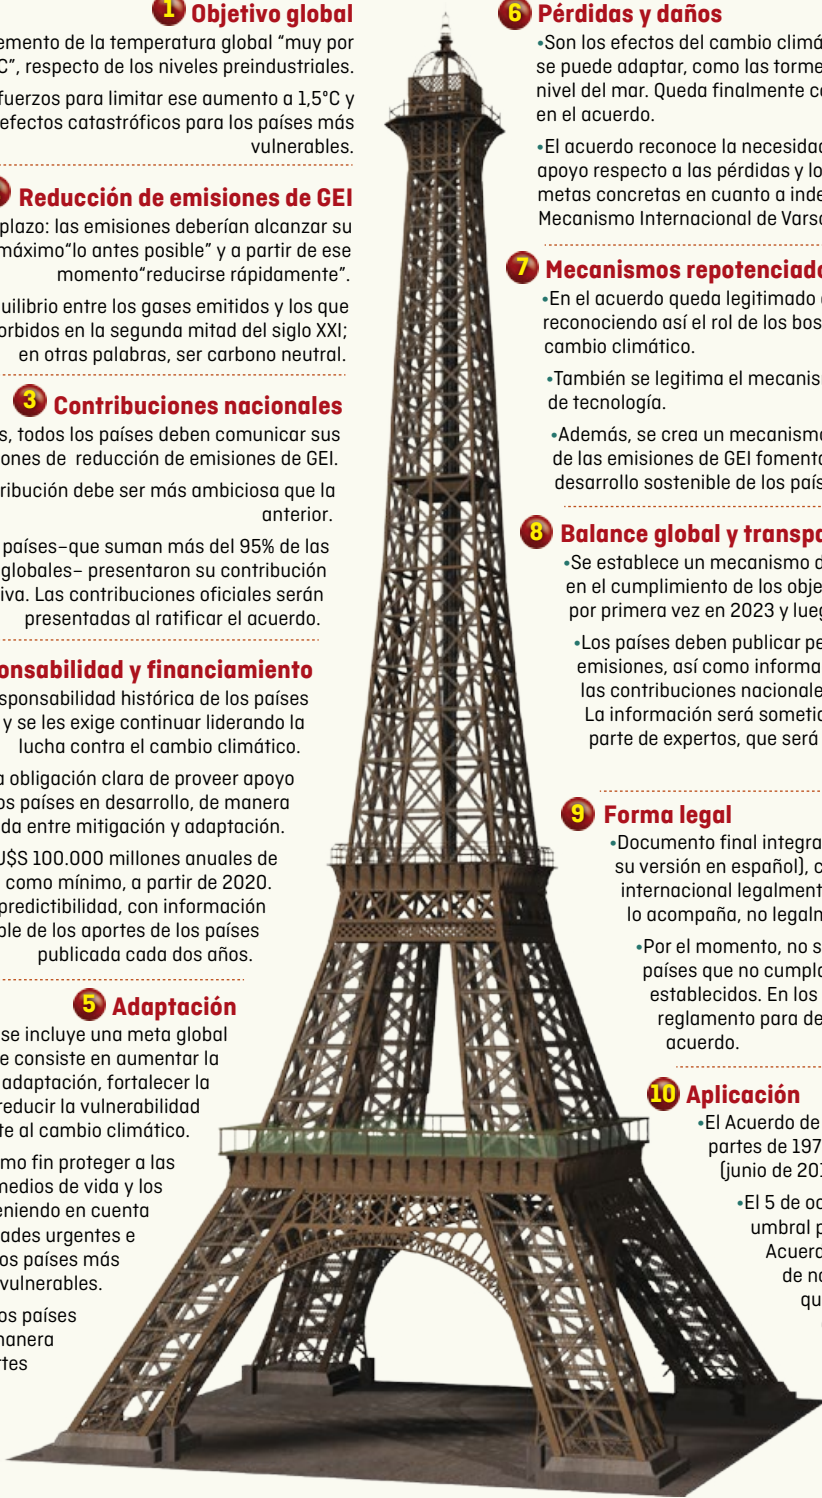 1 Objetivo global
emento de la temperatura global “muy por
C”, respecto de los niveles preindustriales.
fuerzos para limitar ese aumento a 1,5°C y
efectos catastróficos para los países más
vulnerables.
Reducción de emisiones de GEI
plazo: las emisiones deberían alcanzar su
máximo“lo antes posible” y a partir de ese
momento“reducirse rápidamente”.
uilibrio entre los gases emitidos y los que
orbidos en la segunda mitad del siglo XXI;
en otras palabras, ser carbono neutral.
3 Contribuciones nacionales
s, todos los países deben comunicar sus
ones de reducción de emisiones de GEI.
ribución debe ser más ambiciosa que la
anterior.
países–que suman más del 95% de las
globales– presentaron su contribución
iva. Las contribuciones oficiales serán
presentadas al ratificar el acuerdo.
onsabilidad y financiamiento
sponsabilidad histórica de los países
y se les exige continuar liderando la
lucha contra el cambio climático.
a obligación clara de proveer apoyo
os países en desarrollo, de manera
da entre mitigación y adaptación.
U$S 100.000 millones anuales de
como mínimo, a partir de 2020.
predictibilidad, con información
ble de los aportes de los países
publicada cada dos años.
5 Adaptación
se incluye una meta global
e consiste en aumentar la
adaptación, fortalecer la
reducir la vulnerabilidad
te al cambio climático.
mo fin proteger a las
medios de vida y los
eniendo en cuenta
ades urgentes e
os países más
vulnerables.
os países
manera
rtes
6 Pérdidas y daños
•Son los efectos del cambio climá
se puede adaptar, como las torme
nivel del mar. Queda finalmente co
en el acuerdo.
•El acuerdo reconoce la necesidad
apoyo respecto a las pérdidas y lo
metas concretas en cuanto a inde
Mecanismo Internacional de Varso
7 Mecanismos repotenciado
•En el acuerdo queda legitimado e
reconociendo así el rol de los bos
cambio climático.
•También se legitima el mecanism
de tecnología.
•Además, se crea un mecanismo
de las emisiones de GEI fomento
desarrollo sostenible de los país
8 Balance global y transpa
•Se establece un mecanismo d
en el cumplimiento de los obje
por primera vez en 2023 y lueg
•Los países deben publicar pe
emisiones, así como informa
las contribuciones nacionale
La información será sometid
parte de expertos, que será
9 Forma legal
•Documento final integra
su versión en español), c
internacional legalment
lo acompaña, no legaln
•Por el momento, no s
países que no cumpla
establecidos. En los
reglamento para de
acuerdo.
10 Aplicación
•El Acuerdo de
partes de 197
(junio de 201
•El 5 de oc
umbral p
Acuerd
de no
qu